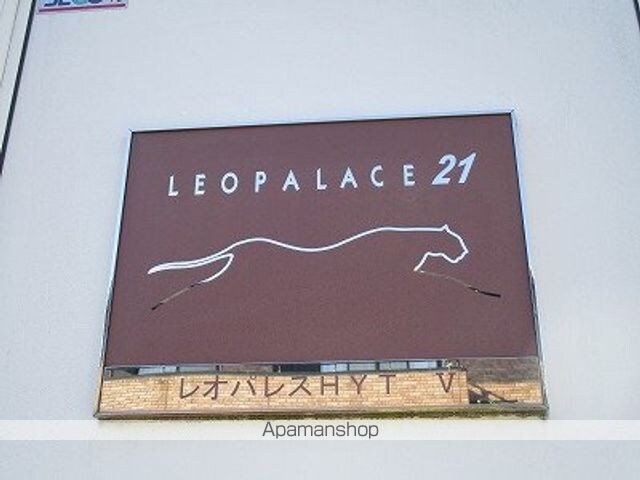 LEOPALACE 21
レオパレスHYT V
Apamanshop